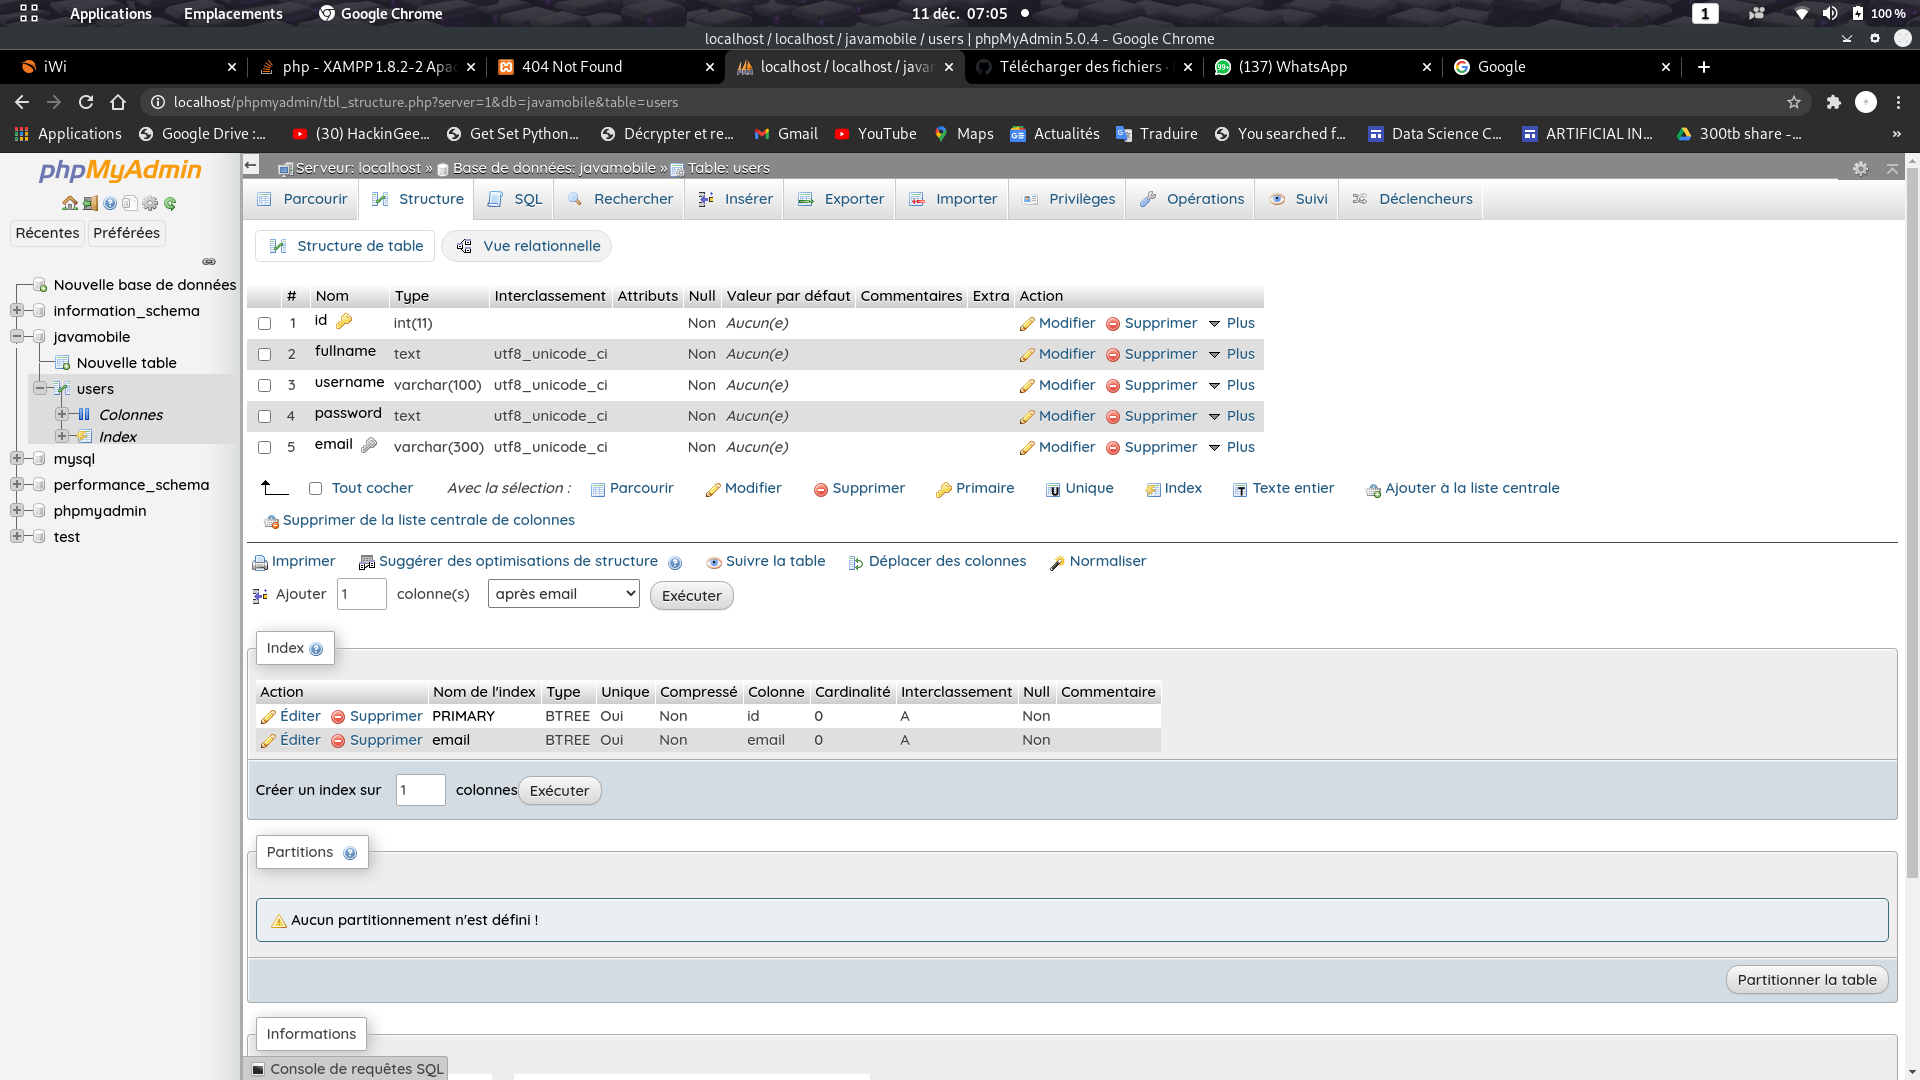 Applications Emplacements Google Chrome 11 déc. 07:05 1 100 %
localhost / localhost / javamobile / users | phpMyAdmin 5.0.4 - Google Chrome
iWi php - XAMPP 1.8.2-2 Apac 404 Not Found localhost / localhost / javar Télécharger des fichiers · (137) WhatsApp Google
localhost/phpmyadmin/tbl_structure.php?server=1&db=javamobile&table=users
Applications Google Drive :... (30) HackinGee... Get Set Python... Décrypter et re... Gmail YouTube Maps Actualités Traduire You searched f... Data Science C... ARTIFICIAL IN... 300tb share -... »
phpMyAdmin
Récentes Préférées
Nouvelle base de données
information_schema
javamobile
Nouvelle table
users
Colonnes
Index
mysql
performance_schema
phpmyadmin
test
Serveur: localhost » Base de données: javamobile » Table: users
Parcourir Structure SQL Rechercher Insérer Exporter Importer Privilèges Opérations Suivi Déclencheurs
Structure de table Vue relationnelle
# Nom Type Interclassement Attributs Null Valeur par défaut Commentaires Extra Action
1 id int(11) Non Aucun(e) Modifier Supprimer Plus
2 fullname text utf8_unicode_ci Non Aucun(e) Modifier Supprimer Plus
3 username varchar(100) utf8_unicode_ci Non Aucun(e) Modifier Supprimer Plus
4 password text utf8_unicode_ci Non Aucun(e) Modifier Supprimer Plus
5 email varchar(300) utf8_unicode_ci Non Aucun(e) Modifier Supprimer Plus
Tout cocher Avec la sélection : Parcourir Modifier Supprimer Primaire Unique Index Texte entier Ajouter à la liste centrale
Supprimer de la liste centrale de colonnes
Imprimer Suggérer des optimisations de structure Suivre la table Déplacer des colonnes Normaliser
Ajouter 1 colonne(s) après email Exécuter
Index
Action Nom de l'index Type Unique Compressé Colonne Cardinalité Interclassement Null Commentaire
Éditer Supprimer PRIMARY BTREE Oui Non id 0 A Non
Éditer Supprimer email BTREE Oui Non email 0 A Non
Créer un index sur 1 colonnes Exécuter
Partitions
Aucun partitionnement n'est défini !
Partitionner la table
Informations
Console de requêtes SQL